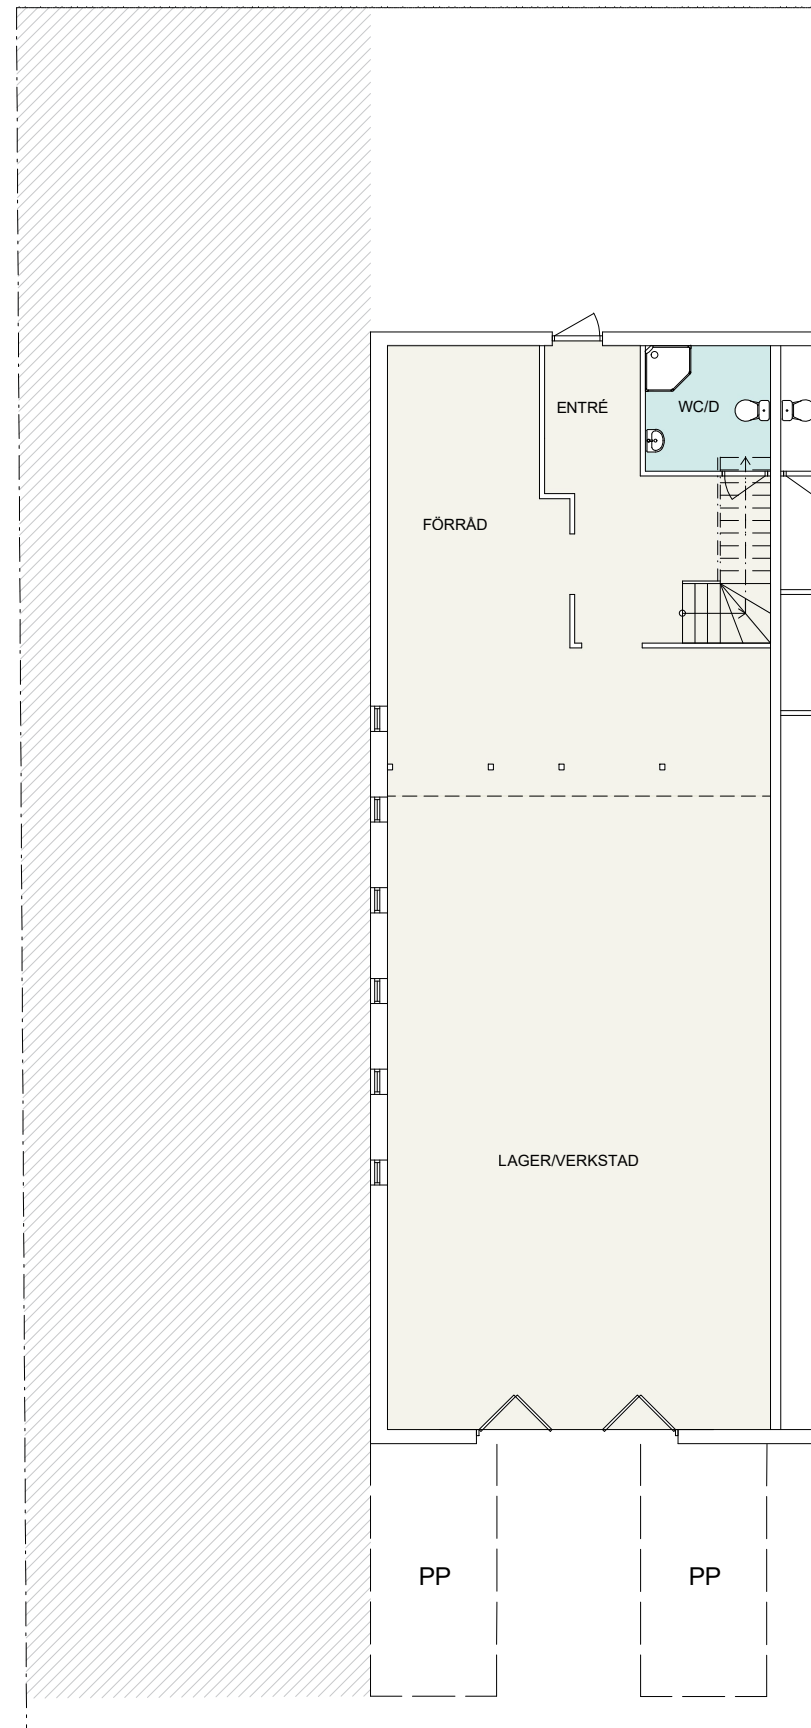 ENTRÉ
WC/D
FÖRRÅD
LAGER/VERKSTAD
PP
PP